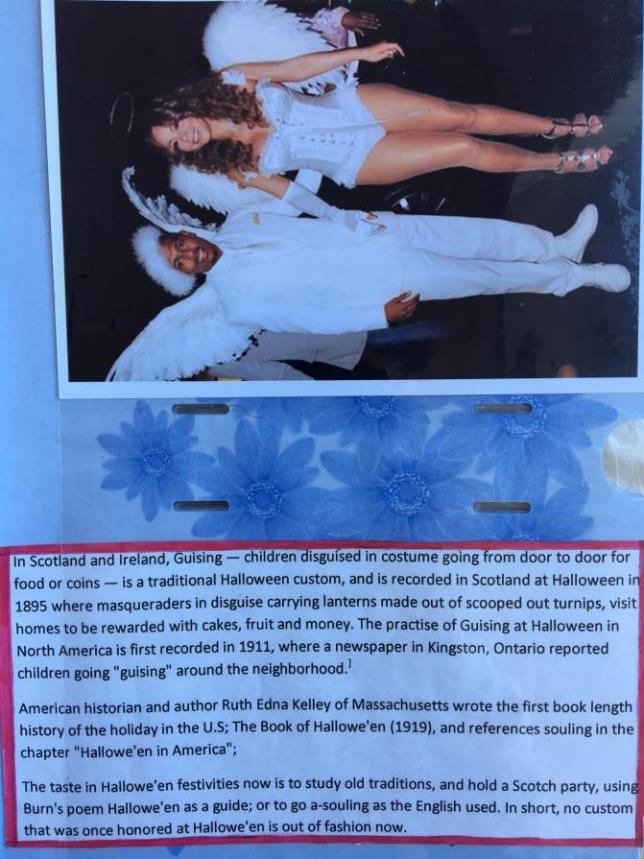 In Scotland and Ireland, Guising — children disguised in costume going from door to door for
food or coins — is a traditional Halloween custom, and is recorded in Scotland at Halloween in
1895 where masqueraders in disguise carrying lanterns made out of scooped out turnips, visit
homes to be rewarded with cakes, fruit and money. The practise of Guising at Halloween in
North America is first recorded in 1911, where a newspaper in Kingston, Ontario reported
children going "guising" around the neighborhood.]
American historian and author Ruth Edna Kelley of Massachusetts wrote the first book length
history of the holiday in the U.S; The Book of Hallowe'en (1919), and references souling in the
chapter "Hallowe'en in America";
The taste in Hallowe'en festivities now is to study old traditions, and hold a Scotch party, using
Burn's poem Hallowe'en as a guide; or to go a-souling as the English used. In short, no custom
that was once honored at Hallowe'en is out of fashion now.